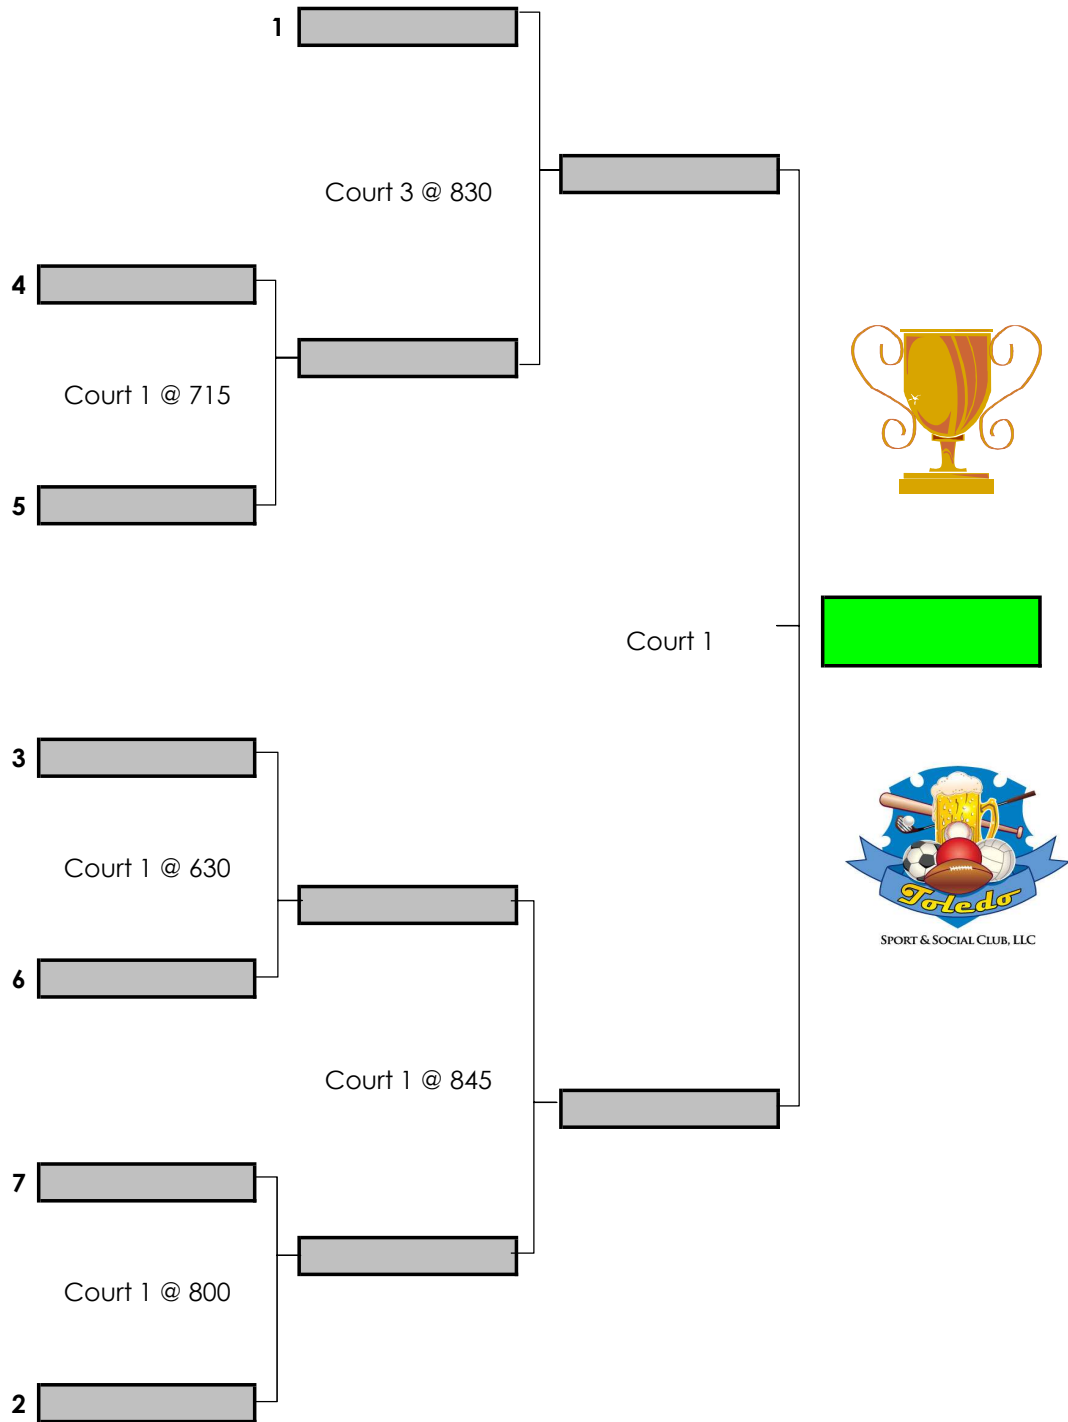 1
Court 3 @ 830
4
Court 1 @ 715
5
Court 1
3
Court 1 @ 630
Toledo
SPORT & SOCIAL CLUB, LLC
6
Court 1 @ 845
7
Court 1 @ 800
2